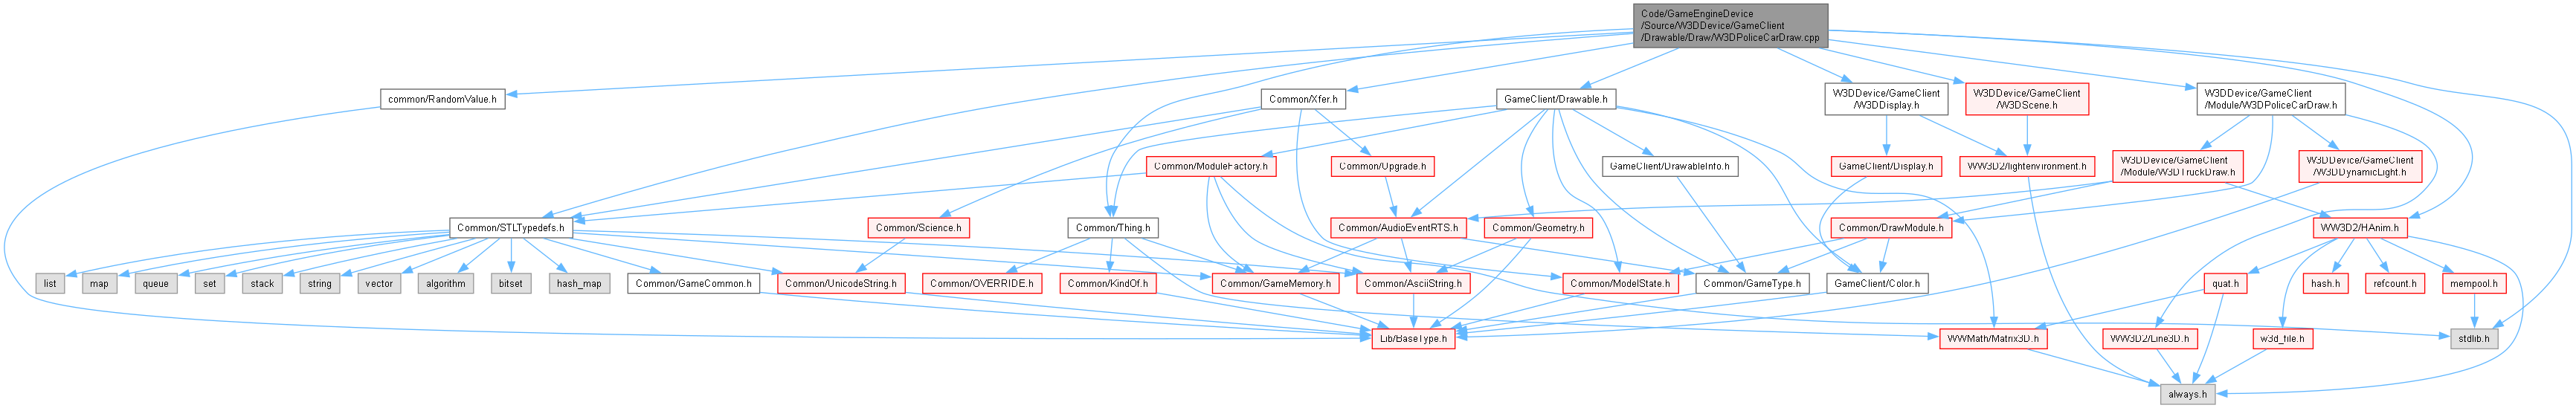 Code/GameEngineDevice
/Source/W3DDevice/GameClient
/Drawable/Draw/W3DPoliceCarDraw.cpp
common/RandomValue.h
Common/Xfer.h
GameClient/Drawable.h
W3DDevice/GameClient
/W3DDisplay.h
W3DDevice/GameClient
/W3DScene.h
W3DDevice/GameClient
/Module/W3DPoliceCarDraw.h
Common/ModuleFactory.h
Common/Upgrade.h
GameClient/DrawableInfo.h
GameClient/Display.h
WW3D2/lightenvironment.h
W3DDevice/GameClient
/Module/W3DTruckDraw.h
W3DDevice/GameClient
/W3DDynamicLight.h
Common/STLTypedefs.h
Common/Science.h
Common/Thing.h
Common/AudioEventRTS.h
Common/Geometry.h
Common/DrawModule.h
WW3D2/HAnim.h
list
map
queue
set
stack
string
vector
algorithm
bitset
hash_map
Common/GameCommon.h
Common/UnicodeString.h
Common/OVERRIDE.h
Common/KindOf.h
Common/GameMemory.h
Common/AsciiString.h
Common/ModelState.h
Common/GameType.h
GameClient/Color.h
quat.h
hash.h
refcount.h
mempool.h
Lib/BaseType.h
WWMath/Matrix3D.h
WW3D2/Line3D.h
w3d_file.h
stdlib.h
always.h